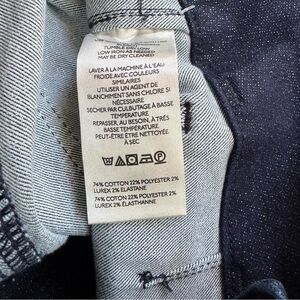 TUMBLE DRY LOW
LOW IRON AS NEEDED
MAY BE DRY CLEANED
LAVER À LA MACHINE À L'EAU
FROIDE AVEC COULEURS
SIMILAIRES
UTILISER UN AGENT DE
BLANCHIMENT SANS CHLORE SI
NÉCESSAIRE
SÉCHER PAR CULBUTAGE À BASSE
TEMPÉRATURE
REPASSER, AU BESOIN, À TRÈS
BASSE TEMPÉRATURE
PEUT-ÊTRE ÊTRE NETTOYÉ À
SEC.
74% COTTON 22% POLYESTER 2%
LUREX 2% ELASTANE
74% COTTON 22% POLYESTER 2%
LUREX 2% ÉLASTHANNE